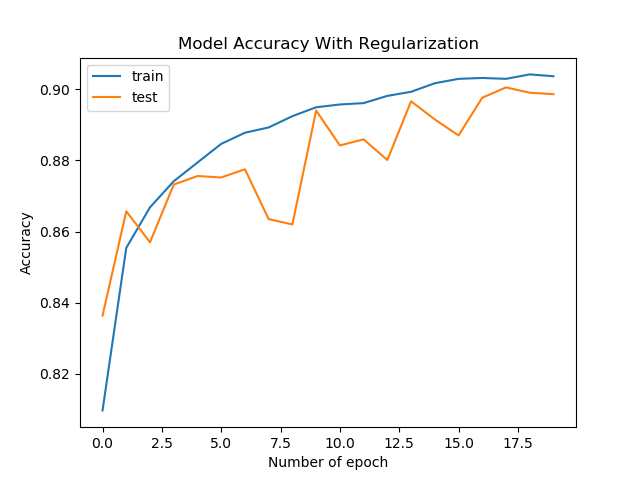 Model Accuracy With Regularization
train
test
0.90
0.88
0.86
0.84
0.82
Accuracy
0.0 2.5 5.0 7.5 10.0 12.5 15.0 17.5
Number of epoch